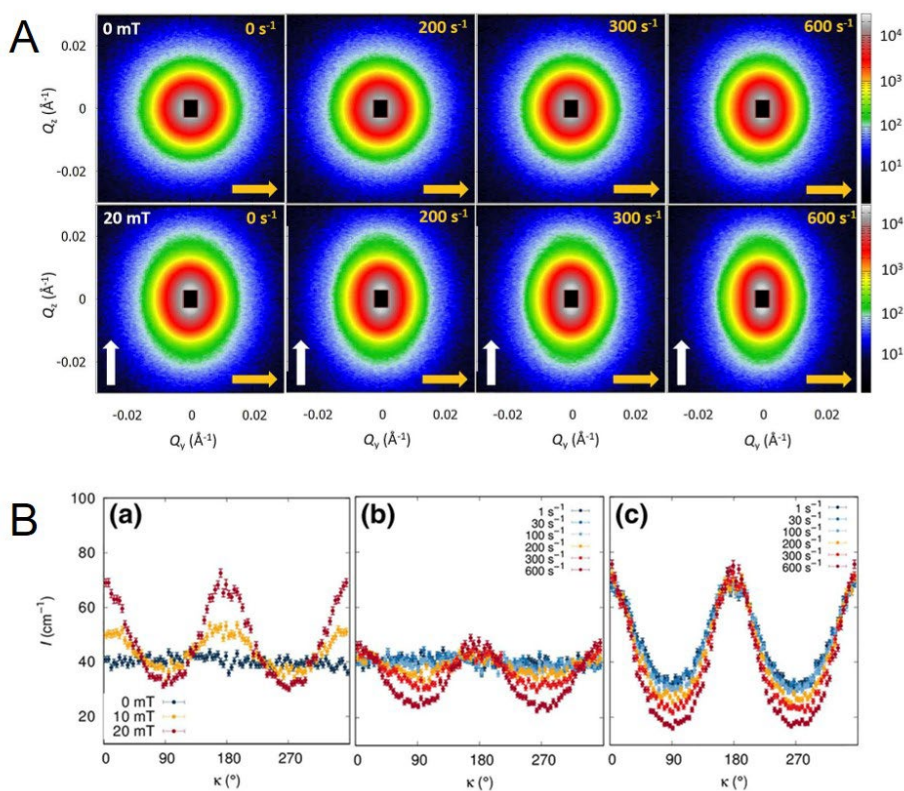 A
0 mT 0 s⁻¹ 200 s⁻¹ 300 s⁻¹ 600 s⁻¹
0.02
0
-0.02
Q_z (Å⁻¹)
10⁴
10³
10²
10¹
20 mT 0 s⁻¹ 200 s⁻¹ 300 s⁻¹ 600 s⁻¹
0.02
0
-0.02
Q_z (Å⁻¹)
10⁴
10³
10²
10¹
-0.02 0 0.02 -0.02 0 0.02 -0.02 0 0.02 -0.02 0 0.02
Q_y (Å⁻¹) Q_y (Å⁻¹) Q_y (Å⁻¹) Q_y (Å⁻¹)
B
100
80
60
40
20
I (cm⁻¹)
(a)
0 mT
10 mT
20 mT
0 90 180 270
κ (°)
(b)
1 s⁻¹
30 s⁻¹
100 s⁻¹
200 s⁻¹
300 s⁻¹
600 s⁻¹
0 90 180 270
κ (°)
(c)
1 s⁻¹
30 s⁻¹
100 s⁻¹
200 s⁻¹
300 s⁻¹
600 s⁻¹
0 90 180 270
κ (°)